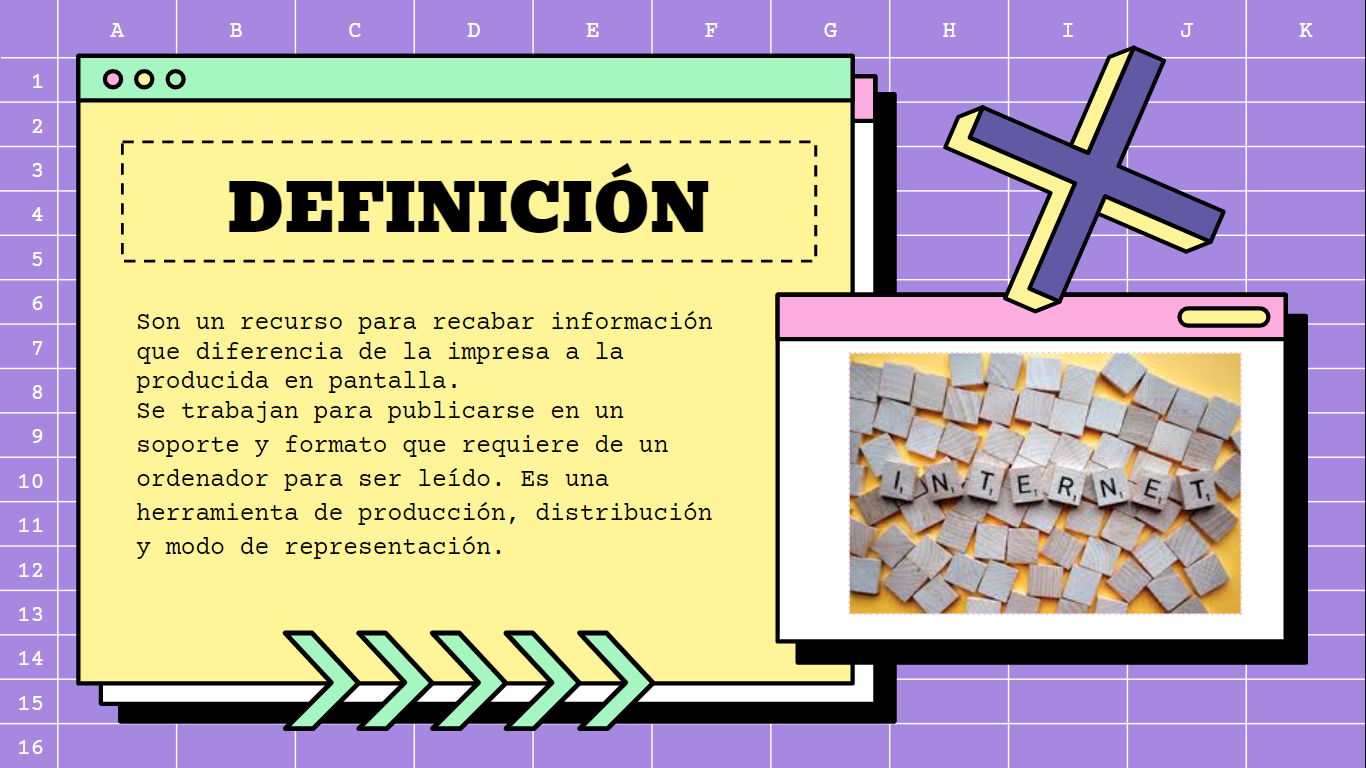 A B C D E F G H I J K
1
2
3
4
5
6
7
8
9
10
11
12
13
14
15
16
DEFINICIÓN
Son un recurso para recabar información
que diferencia de la impresa a la
producida en pantalla.
Se trabajan para publicarse en un
soporte y formato que requiere de un
ordenador para ser leído. Es una
herramienta de producción, distribución
y modo de representación.
INTERNET